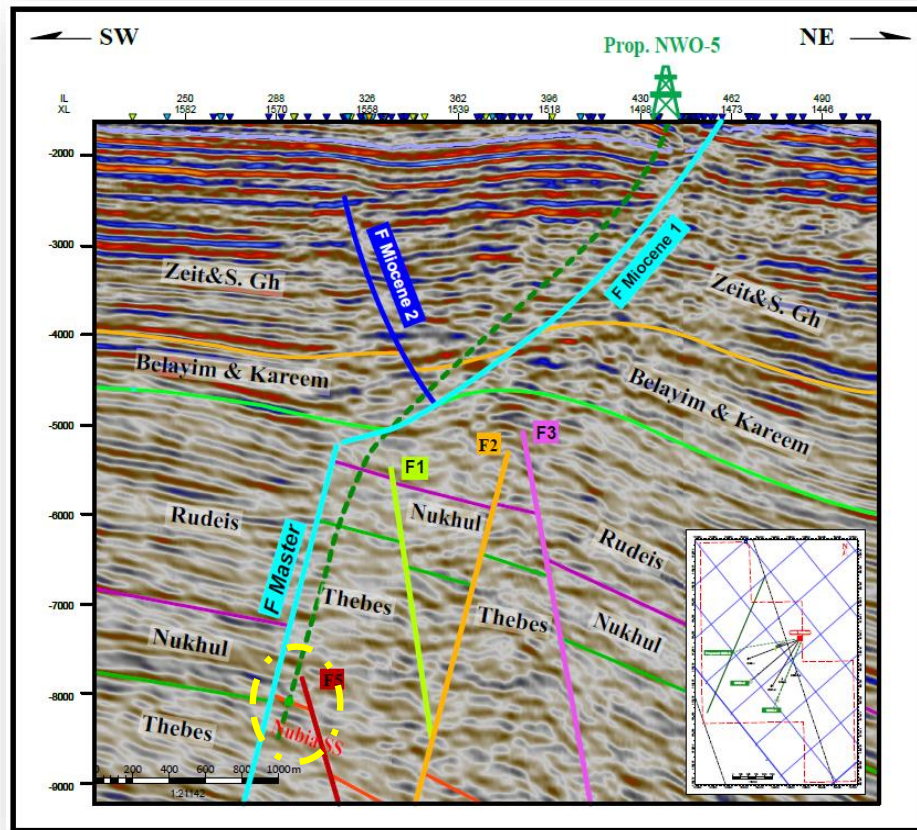 SW
NE
Prop. NWO-5
IL 250 288 326 362 396 430 462 490
XL 1582 1570 1558 1539 1518 1498 1473 1446
-2000
-3000
-4000
-5000
-6000
-7000
-8000
-9000
F Miocene 2
F Miocene 1
Zeit&S. Gh
Zeit&S. Gh
Belayim & Kareem
Belayim & Kareem
F1
F2
F3
Rudeis
F Master
Nukhul
Rudeis
Thebes
Thebes
Nukhul
Nukhul
F5
Thebes
Nubia SS
0 200 400 600 800 1000m
1:21142